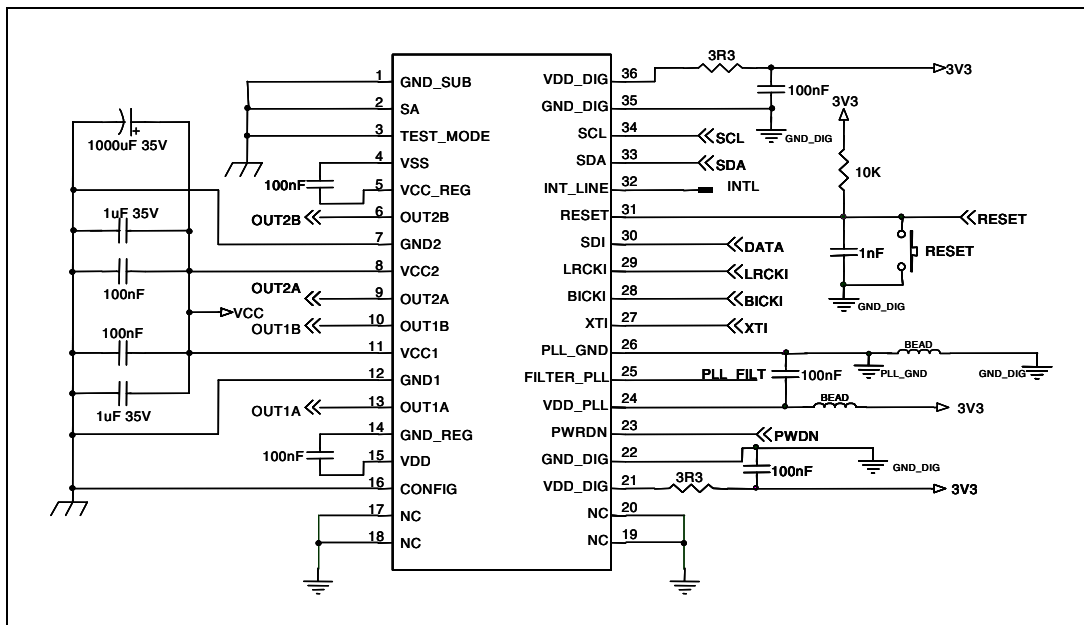 1000uF 35V
+
1uF 35V
100nF
VCC
100nF
1uF 35V
100nF
OUT2B
OUT2A
OUT1B
OUT1A
100nF
1 GND_SUB
2 SA
3 TEST_MODE
4 VSS
5 VCC_REG
6 OUT2B
7 GND2
8 VCC2
9 OUT2A
10 OUT1B
11 VCC1
12 GND1
13 OUT1A
14 GND_REG
15 VDD
16 CONFIG
17 NC
18 NC
VDD_DIG 36
GND_DIG 35
SCL 34
SDA 33
INT_LINE 32
RESET 31
SDI 30
LRCKI 29
BICKI 28
XTI 27
PLL_GND 26
FILTER_PLL 25
VDD_PLL 24
PWRDN 23
GND_DIG 22
VDD_DIG 21
NC 20
NC 19
3R3
3V3
100nF
GND_DIG
3V3
SCL
SDA
INTL
10K
RESET
1nF
RESET
GND_DIG
DATA
LRCKI
BICKI
XTI
BEAD
PLL_GND
GND_DIG
PLL_FILT
100nF
BEAD
3V3
PWDN
100nF
GND_DIG
3R3
3V3